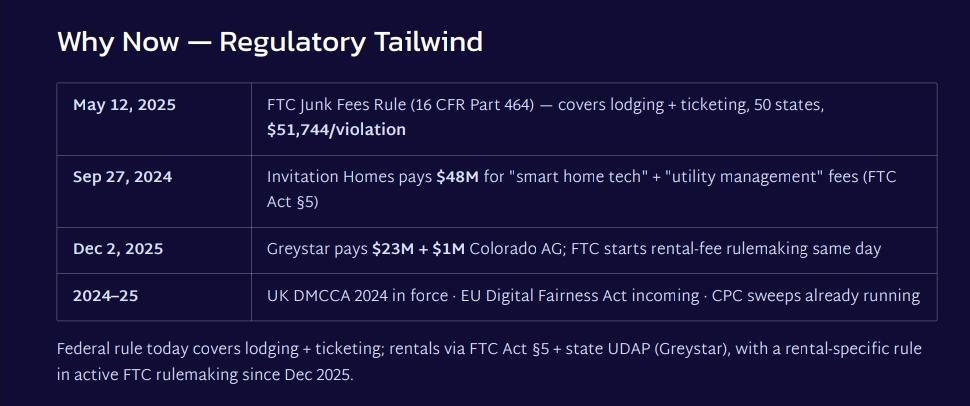 Why Now — Regulatory Tailwind
May 12, 2025
FTC Junk Fees Rule (16 CFR Part 464) — covers lodging + ticketing, 50 states,
$51,744/violation
Sep 27, 2024
Invitation Homes pays $48M for "smart home tech" + "utility management" fees (FTC
Act §5)
Dec 2, 2025
Greystar pays $23M + $1M Colorado AG; FTC starts rental-fee rulemaking same day
2024–25
UK DMCCA 2024 in force · EU Digital Fairness Act incoming · CPC sweeps already running
Federal rule today covers lodging + ticketing; rentals via FTC Act §5 + state UDAP (Greystar), with a rental-specific rule
in active FTC rulemaking since Dec 2025.